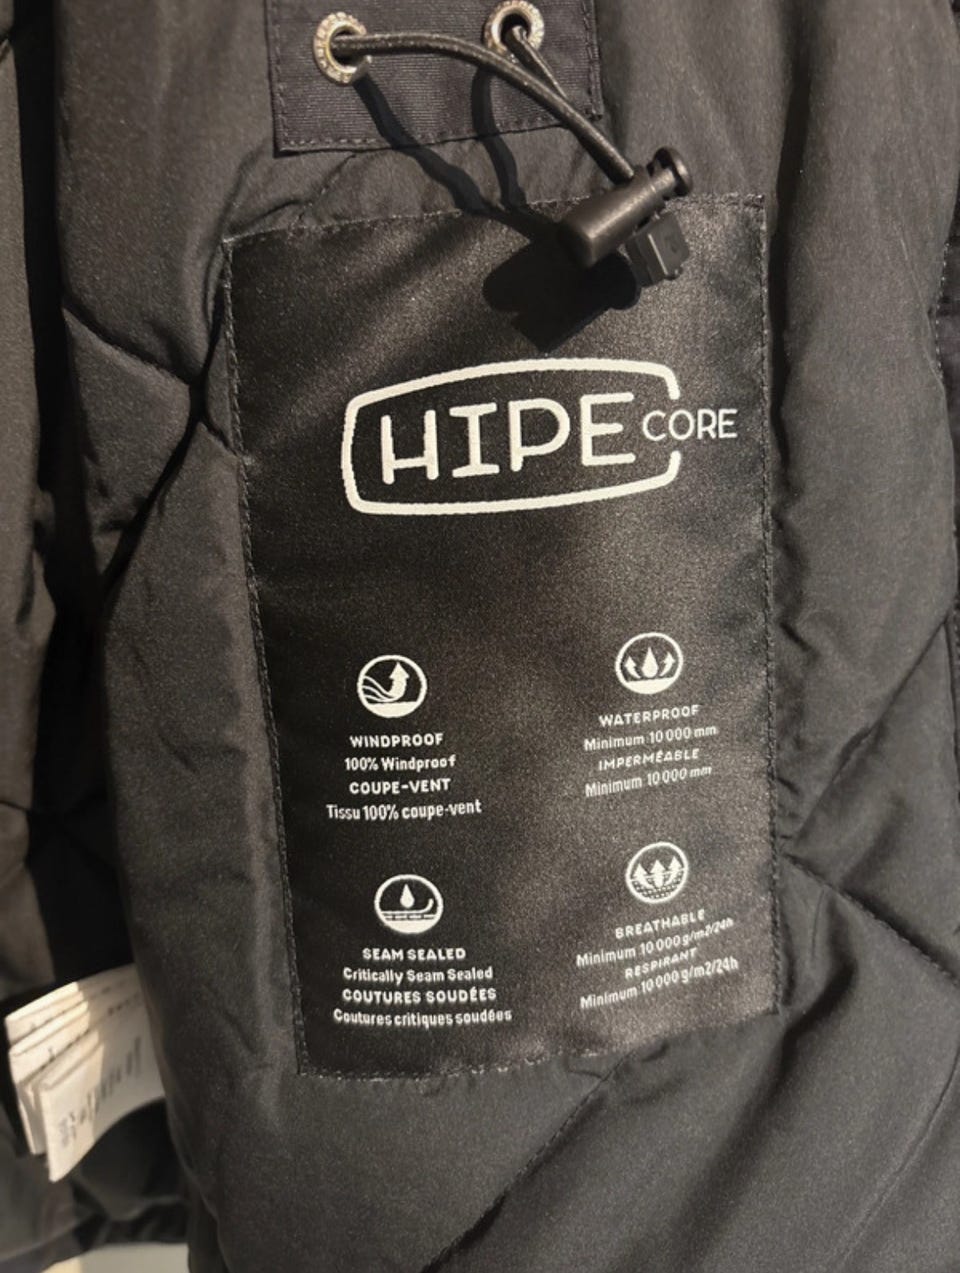 HIPE CORE
WINDPROOF
100% Windproof
COUPE-VENT
Tissu 100% coupe-vent
WATERPROOF
Minimum 10 000 mm
IMPERMÉABLE
Minimum 10 000 mm
SEAM SEALED
Critically Seam Sealed
COUTURES SOUDÉES
Coutures critiques soudées
BREATHABLE
Minimum 10 000 g/m2/24h
RESPIRANT
Minimum 10 000 g/m2/24h